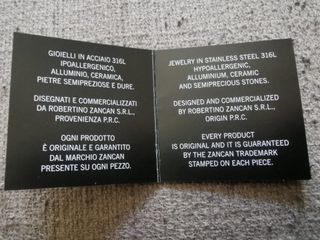 GIOIELLI IN ACCIAIO 316L
IPOALLERGENICO,
ALLUMINIO, CERAMICA,
PIETRE SEMIPREZIOSE E DURE.
DISEGNATI E COMMERCIALIZZATI
DA ROBERTINO ZANCAN S.R.L.,
PROVENIENZA P.R.C.
OGNI PRODOTTO
È ORIGINALE E GARANTITO
DAL MARCHIO ZANCAN
PRESENTE SU OGNI PEZZO.
JEWELRY IN STAINLESS STEEL 316L
HYPOALLERGENIC,
ALLUMINIUM, CERAMIC
AND SEMIPRECIOUS STONES.
DESIGNED AND COMMERCIALIZED
BY ROBERTINO ZANCAN S.R.L.,
ORIGIN P.R.C.
EVERY PRODUCT
IS ORIGINAL AND IT IS GUARANTEED
BY THE ZANCAN TRADEMARK
STAMPED ON EACH PIECE.